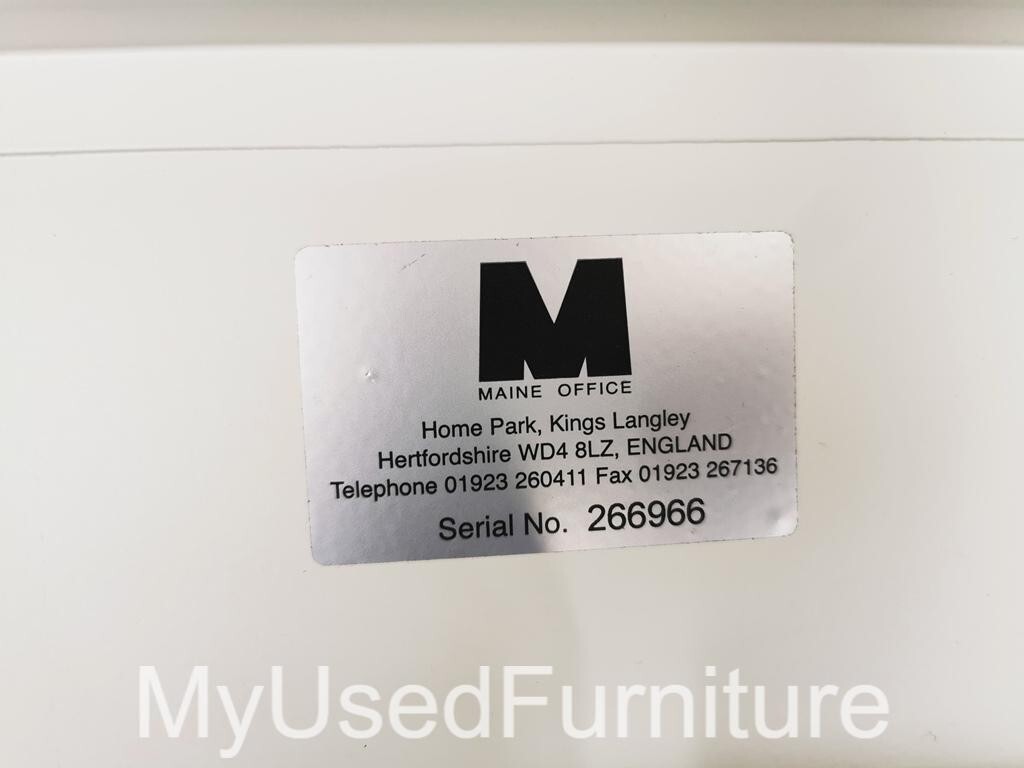 M
MAINE OFFICE
Home Park, Kings Langley
Hertfordshire WD4 8LZ, ENGLAND
Telephone 01923 260411 Fax 01923 267136
Serial No. 266966
MyUsedFurniture